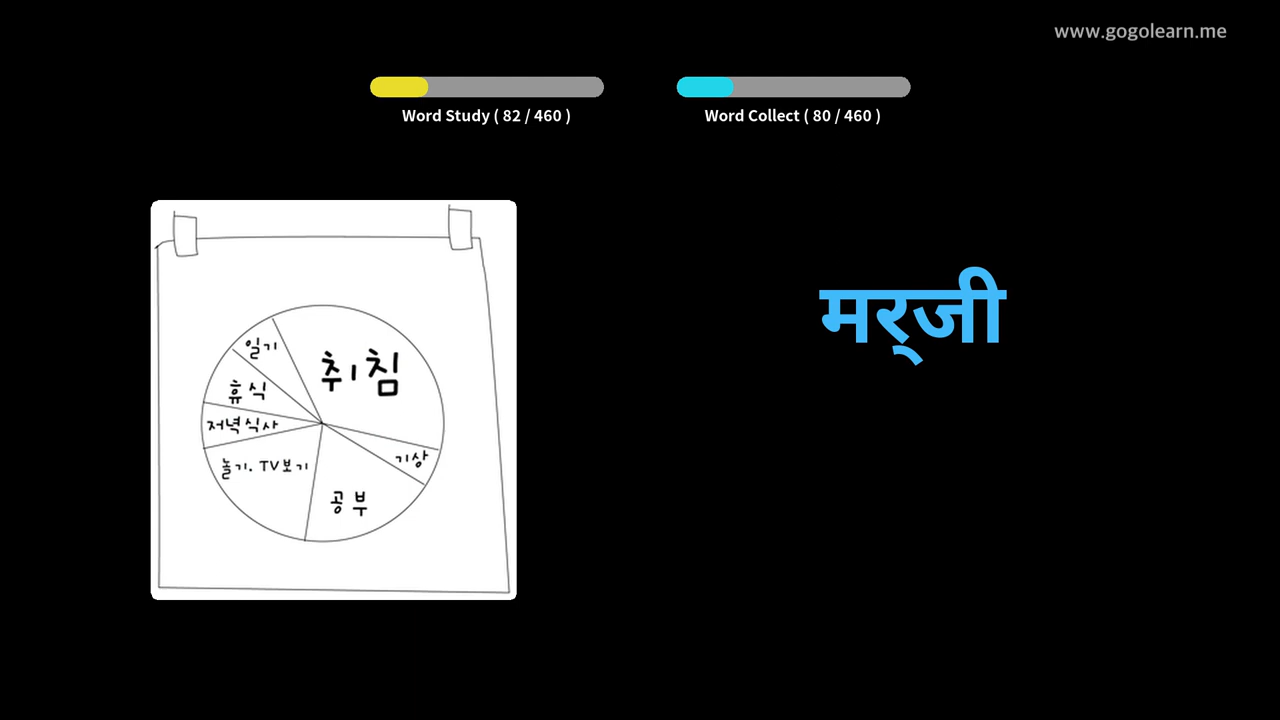 www.gogolearn.me
Word Study ( 82 / 460 )
Word Collect ( 80 / 460 )
일기
취침
휴식
저녁식사
놀기. TV보기
기상
공부
मर्‌जी